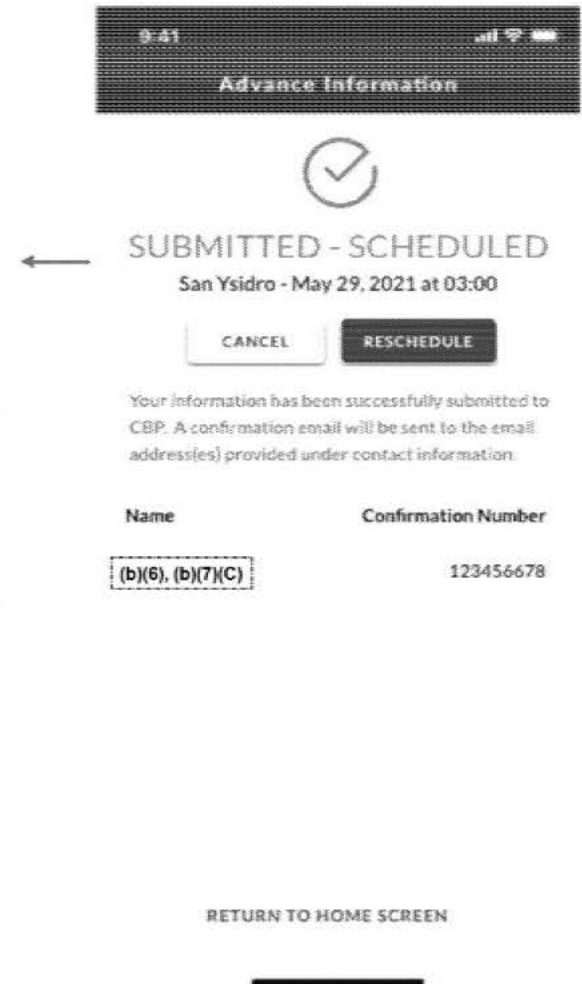 9:41
Advance Information
SUBMITTED - SCHEDULED
San Ysidro - May 29, 2021 at 03:00
CANCEL
RESCHEDULE
Your information has been successfully submitted to
CBP. A confirmation email will be sent to the email
address(es) provided under contact information.
Name
Confirmation Number
(b)(6), (b)(7)(C)
123456678
RETURN TO HOME SCREEN